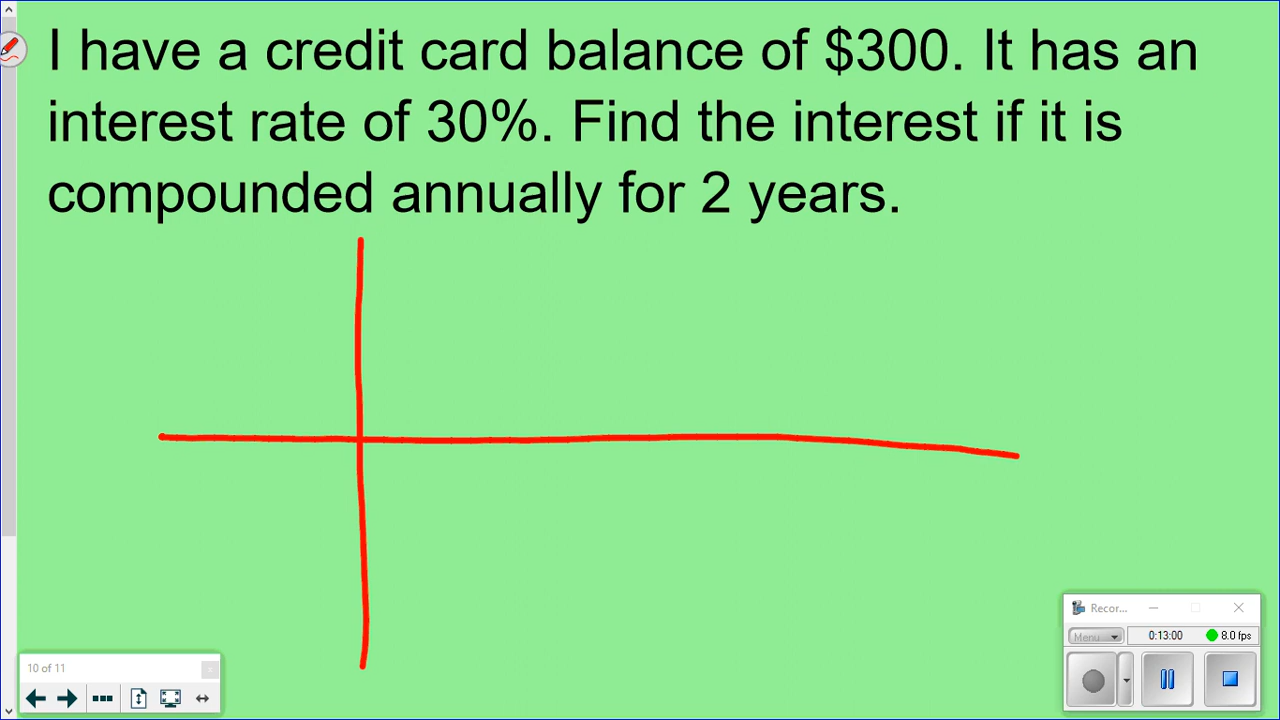 I have a credit card balance of $300. It has an
interest rate of 30%. Find the interest if it is
compounded annually for 2 years.
Recor...
Menu
0:13:00
8.0 fps
10 of 11